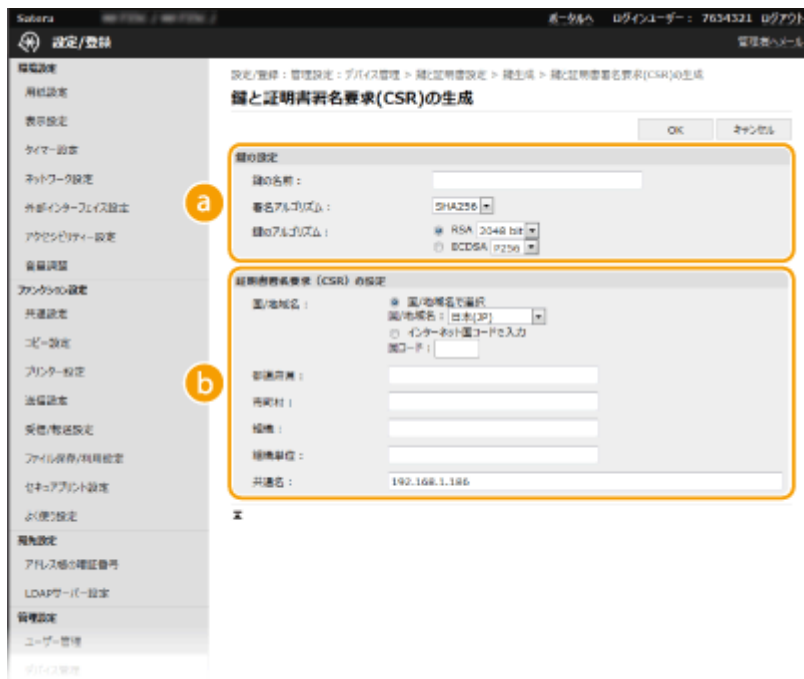 Satera
ポータルへ ログインユーザー： 7654321 ログアウト
設定/登録
管理者へメール
環境設定
用紙設定
表示設定
タイマー設定
ネットワーク設定
外部インターフェイス設定
アクセシビリティー設定
音量調整
ファンクション設定
共通設定
コピー設定
プリンター設定
送信設定
受信/転送設定
ファイル保存/利用設定
セキュアプリント設定
よく使う設定
宛先設定
アドレス帳の暗証番号
LDAPサーバー設定
管理設定
ユーザー管理
デバイス管理
設定/登録：管理設定：デバイス管理 > 鍵と証明書設定 > 鍵生成 > 鍵と証明書署名要求(CSR)の生成
鍵と証明書署名要求(CSR)の生成
OK キャンセル
a
鍵の設定
鍵の名前：
署名アルゴリズム： SHA256
鍵のアルゴリズム： RSA 2048 bit
ECDSA P256
b
証明書署名要求（CSR）の設定
国/地域名： 国/地域名で選択
国/地域名： 日本(JP)
インターネット国コードで入力
国コード：
都道府県：
市町村：
組織：
組織単位：
共通名： 192.168.1.186